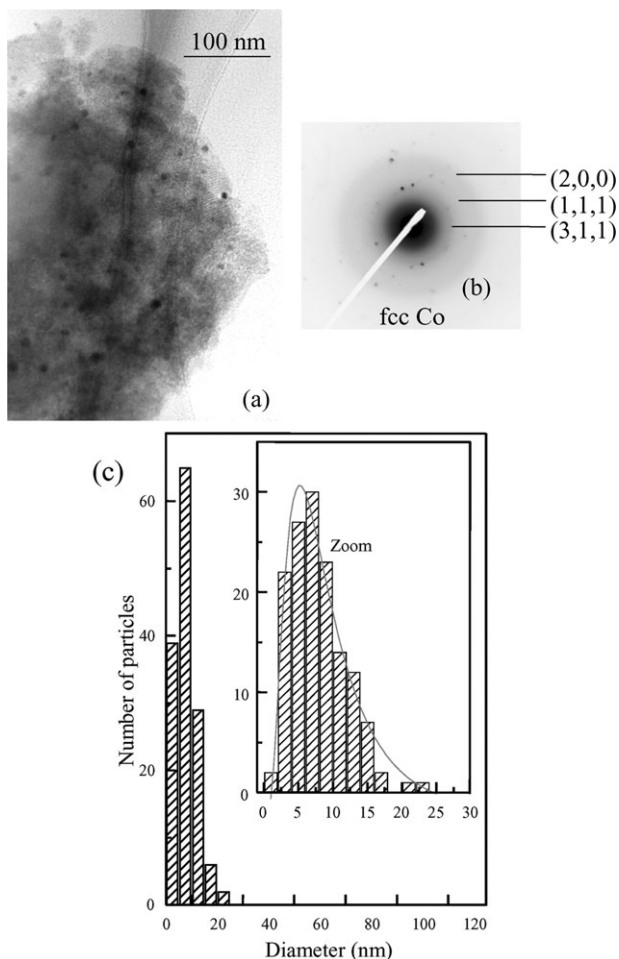 100 nm
(a)
(2,0,0)
(1,1,1)
(3,1,1)
(b)
fcc Co
(c)
Number of particles
60
40
20
0
Zoom
30
20
10
0
0 5 10 15 20 25 30
0 20 40 60 80 100 120
Diameter (nm)